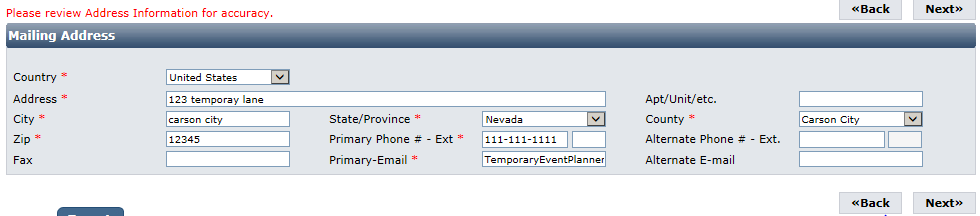 Please review Address Information for accuracy.
«Back Next»
Mailing Address
Country * United States
Address * 123 temporay lane Apt/Unit/etc.
City * carson city State/Province * Nevada County * Carson City
Zip * 12345 Primary Phone # - Ext * 111-111-1111 Alternate Phone # - Ext.
Fax Primary-Email * TemporaryEventPlanner Alternate E-mail
«Back Next»